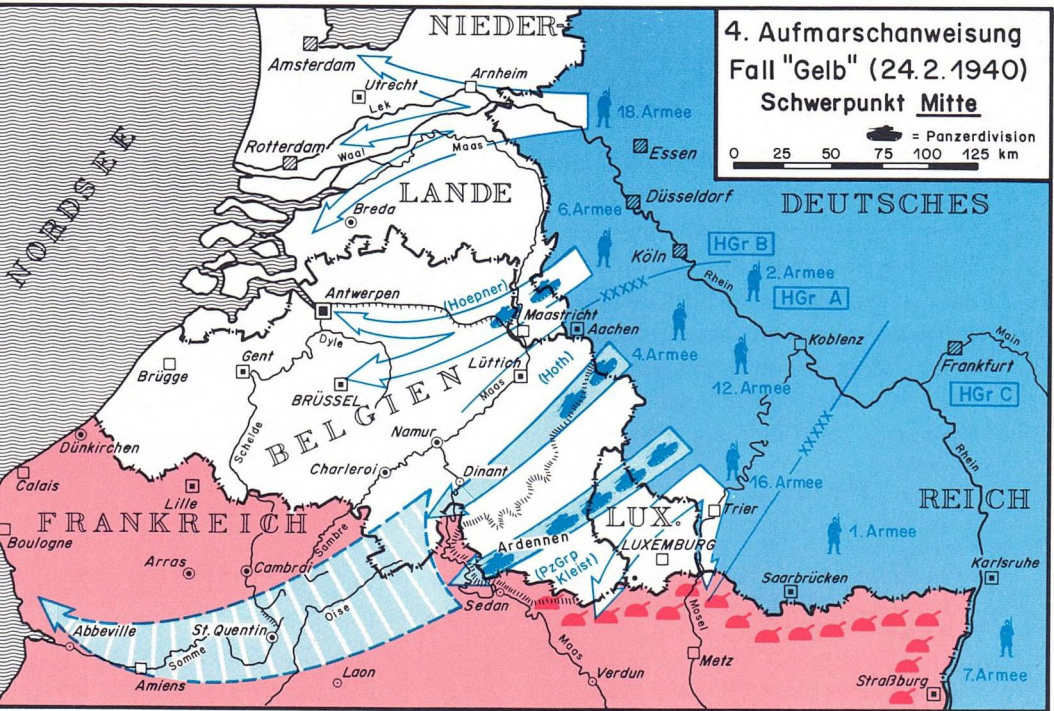 4. Aufmarschanweisung
Fall "Gelb" (24.2.1940)
Schwerpunkt Mitte
= Panzerdivision
0 25 50 75 100 125 km
NIEDER-
LANDE
NORDSEE
DEUTSCHES
REICH
BELGIEN
FRANKREICH
LUX.
Amsterdam
Utrecht
Arnheim
Lek
Rotterdam
Waal
Maas
Breda
18. Armee
Essen
Düsseldorf
6. Armee
Köln
HGr B
Rhein
XXXXX
2. Armee
HGr A
Antwerpen
(Hoepner)
Maastricht
Aachen
Koblenz
Main
Frankfurt
HGr C
Dyle
Gent
Brügge
BRÜSSEL
Lüttich
Maas
(Hoth)
4. Armee
12. Armee
XXXXX
Schelde
Namur
Dünkirchen
Charleroi
Dinant
Rhein
Calais
Lille
16. Armee
Trier
Boulogne
Sambre
Ardennen
LUXEMBURG
1. Armee
Arras
Cambrai
(PzGrp
Kleist)
Saarbrücken
Karlsruhe
Sedan
Oise
Mosel
Abbeville
St. Quentin
Somme
Maas
Metz
Amiens
Laon
Verdun
7. Armee
Straßburg